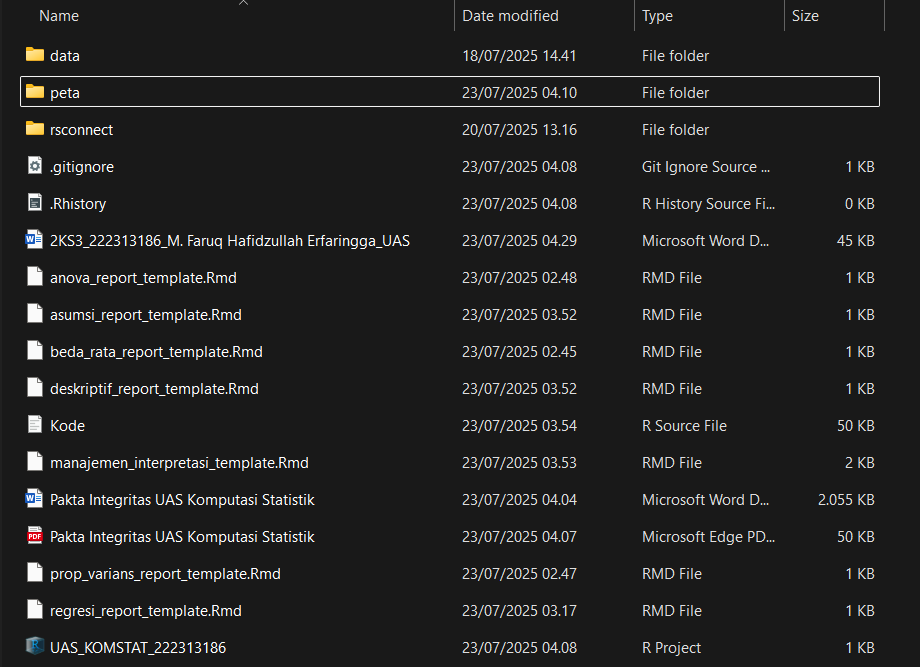 Name Date modified Type Size
data 18/07/2025 14.41 File folder
peta 23/07/2025 04.10 File folder
rsconnect 20/07/2025 13.16 File folder
.gitignore 23/07/2025 04.08 Git Ignore Source ... 1 KB
.Rhistory 23/07/2025 04.08 R History Source Fi... 0 KB
2KS3_222313186_M. Faruq Hafidzullah Erfaringga_UAS 23/07/2025 04.29 Microsoft Word D... 45 KB
anova_report_template.Rmd 23/07/2025 02.48 RMD File 1 KB
asumsi_report_template.Rmd 23/07/2025 03.52 RMD File 1 KB
beda_rata_report_template.Rmd 23/07/2025 02.45 RMD File 1 KB
deskriptif_report_template.Rmd 23/07/2025 03.52 RMD File 1 KB
Kode 23/07/2025 03.54 R Source File 50 KB
manajemen_interpretasi_template.Rmd 23/07/2025 03.53 RMD File 2 KB
Pakta Integritas UAS Komputasi Statistik 23/07/2025 04.04 Microsoft Word D... 2.055 KB
Pakta Integritas UAS Komputasi Statistik 23/07/2025 04.07 Microsoft Edge PD... 50 KB
prop_varians_report_template.Rmd 23/07/2025 02.47 RMD File 1 KB
regresi_report_template.Rmd 23/07/2025 03.17 RMD File 1 KB
UAS_KOMSTAT_222313186 23/07/2025 04.08 R Project 1 KB